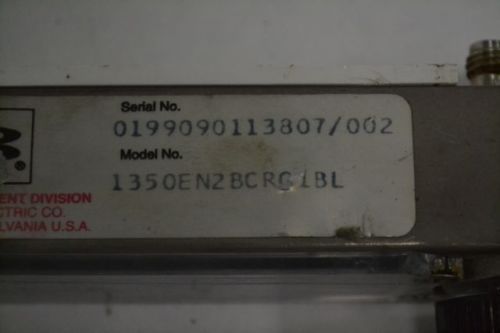 Serial No.
0199090113807/002
Model No.
1350EN2BCRG1BL
ENT DIVISION
CTRIC CO.
LVANIA U.S.A.